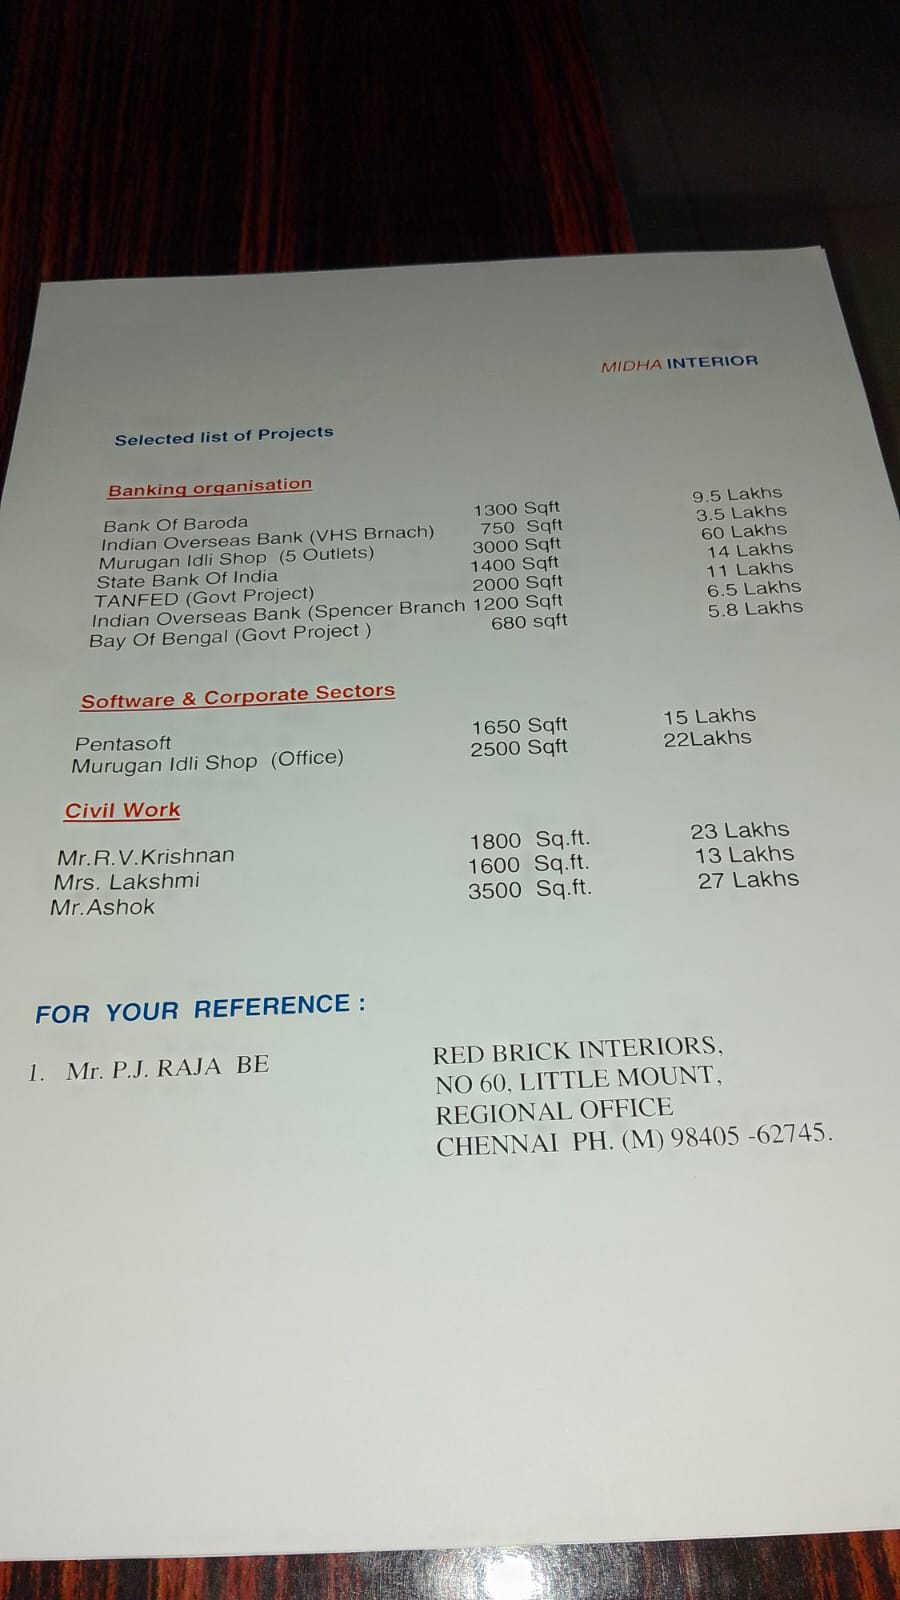 MIDHA INTERIOR
Selected list of Projects
Banking organisation
Bank Of Baroda 1300 Sqft 9.5 Lakhs
Indian Overseas Bank (VHS Brnach) 750 Sqft 3.5 Lakhs
Murugan Idli Shop (5 Outlets) 3000 Sqft 60 Lakhs
State Bank Of India 1400 Sqft 14 Lakhs
TANFED (Govt Project) 2000 Sqft 11 Lakhs
Indian Overseas Bank (Spencer Branch 1200 Sqft 6.5 Lakhs
Bay Of Bengal (Govt Project ) 680 sqft 5.8 Lakhs
Software & Corporate Sectors
Pentasoft 1650 Sqft 15 Lakhs
Murugan Idli Shop (Office) 2500 Sqft 22Lakhs
Civil Work
Mr.R.V.Krishnan 1800 Sq.ft. 23 Lakhs
Mrs. Lakshmi 1600 Sq.ft. 13 Lakhs
Mr.Ashok 3500 Sq.ft. 27 Lakhs
FOR YOUR REFERENCE :
1. Mr. P.J. RAJA BE RED BRICK INTERIORS,
NO 60, LITTLE MOUNT,
REGIONAL OFFICE
CHENNAI PH. (M) 98405 -62745.